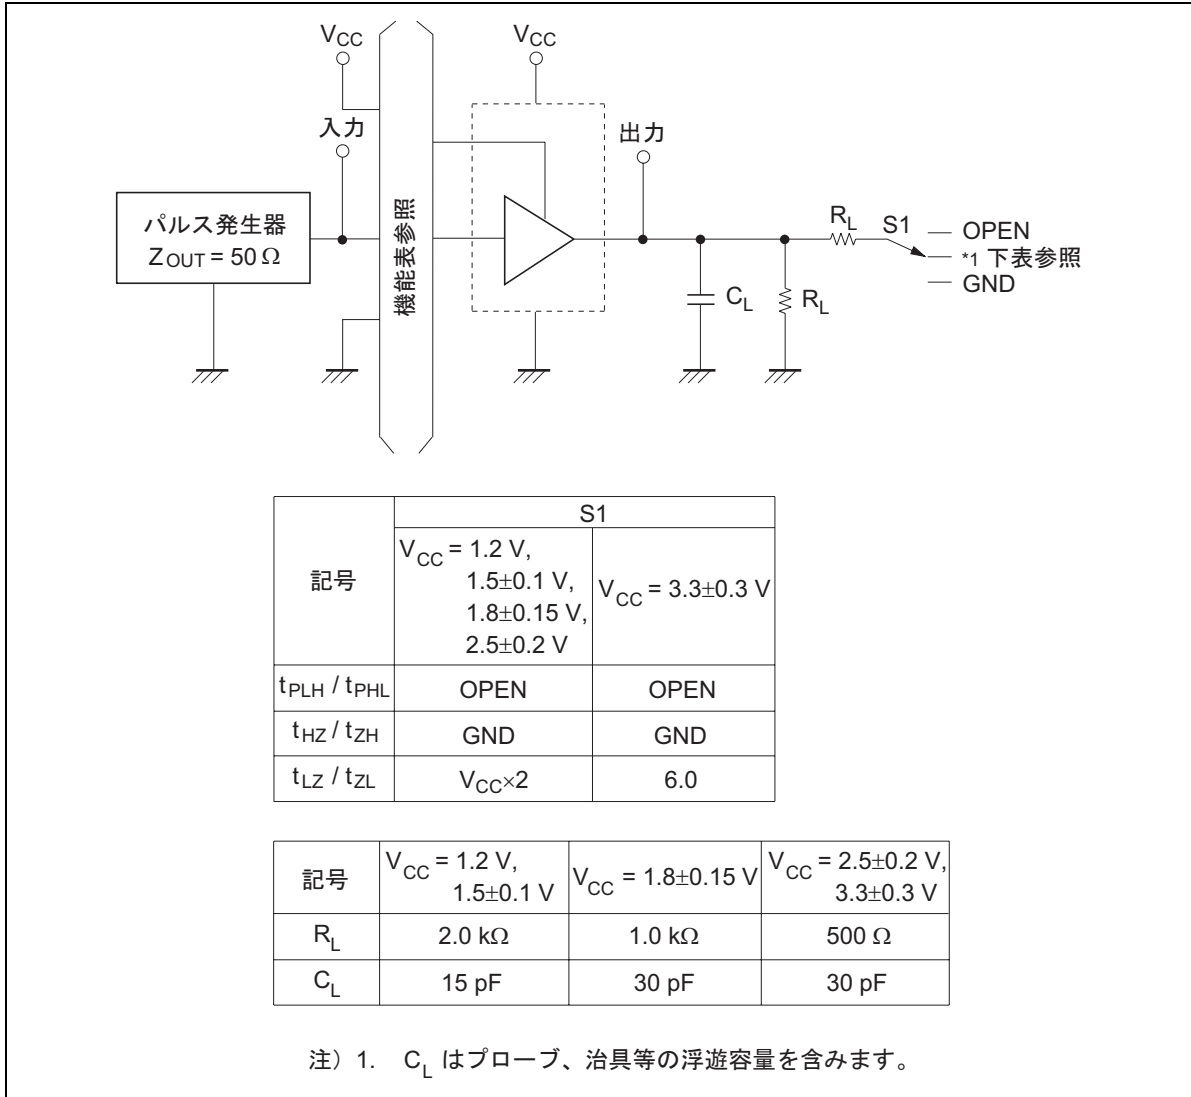 VCC
VCC
入力
出力
パルス発生器
ZOUT = 50 Ω
機能表参照
RL
S1
OPEN
*1 下表参照
GND
CL
RL
記号
S1
VCC = 1.2 V,
1.5±0.1 V,
1.8±0.15 V,
2.5±0.2 V
VCC = 3.3±0.3 V
tPLH / tPHL
OPEN
OPEN
tHZ / tZH
GND
GND
tLZ / tZL
VCC×2
6.0
記号
VCC = 1.2 V,
1.5±0.1 V
VCC = 1.8±0.15 V
VCC = 2.5±0.2 V,
3.3±0.3 V
RL
2.0 kΩ
1.0 kΩ
500 Ω
CL
15 pF
30 pF
30 pF
注）1. CL はプローブ、治具等の浮遊容量を含みます。